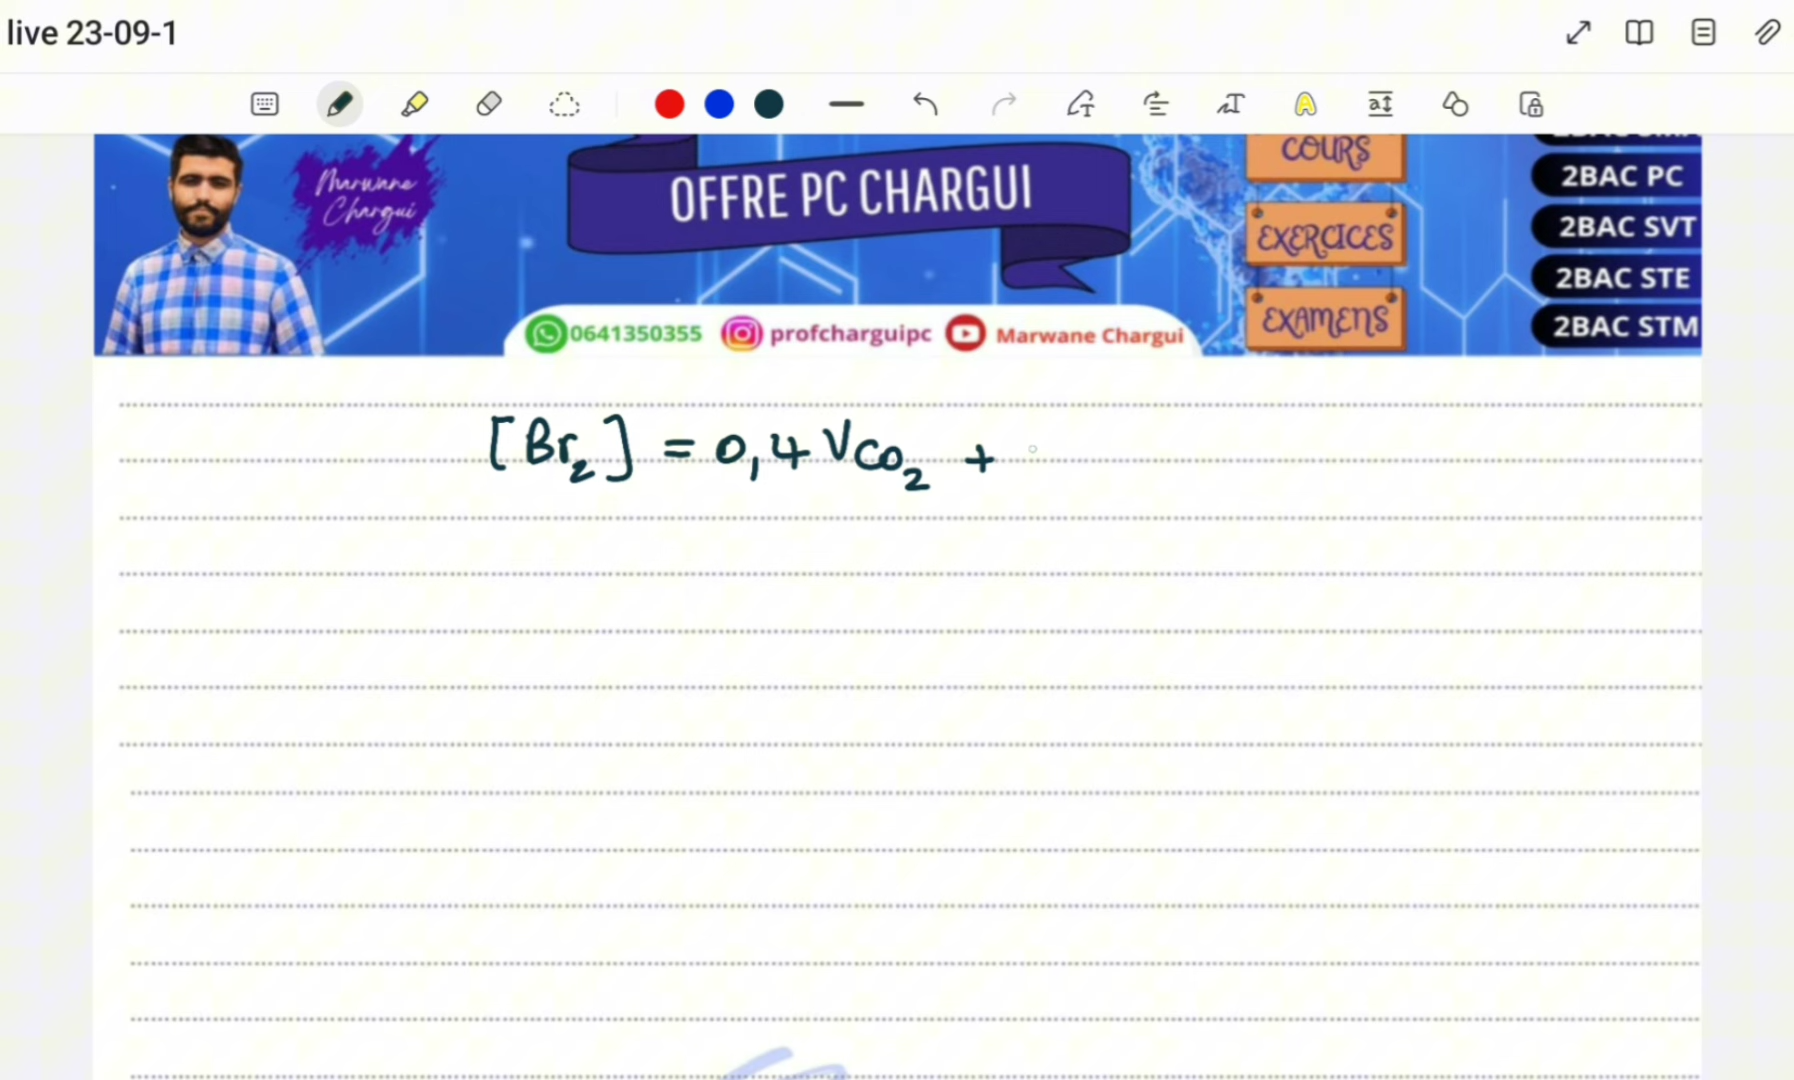 live 23-09-1
Marwane
Chargui
OFFRE PC CHARGUI
COURS
EXERCICES
EXAMENS
2BAC PC
2BAC SVT
2BAC STE
2BAC STM
0641350355 profcharguipc Marwane Chargui
[Br₂] = 0,4 VCO₂ +